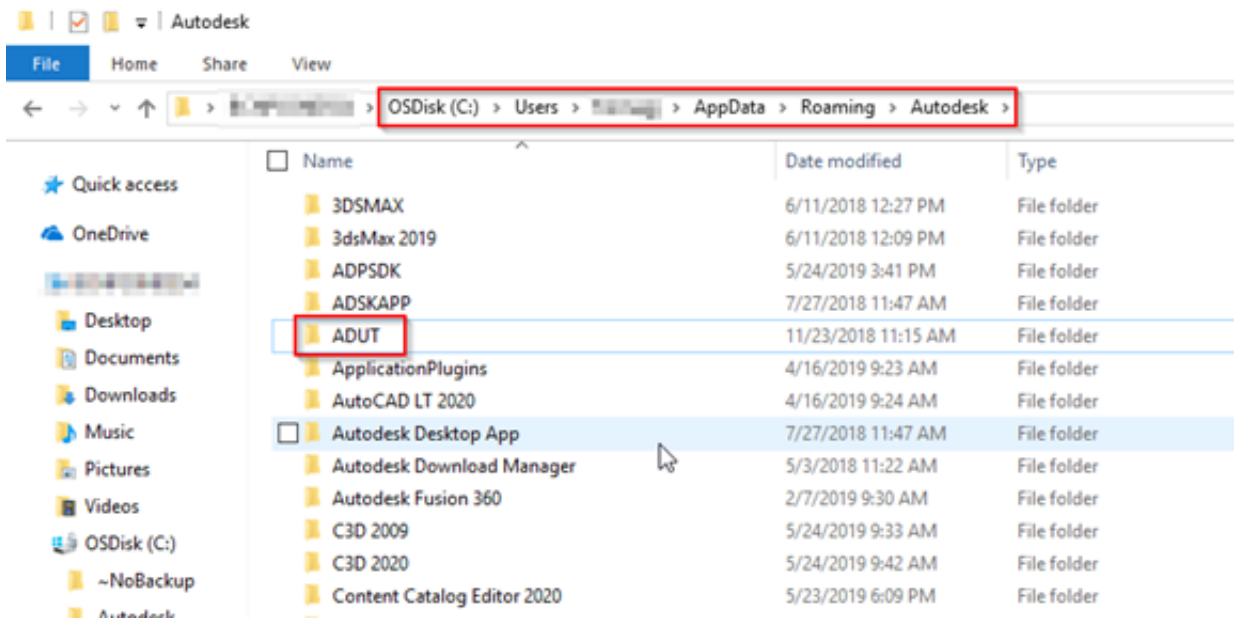 Autodesk
File Home Share View
OSDisk (C:) > Users > > AppData > Roaming > Autodesk >
Name Date modified Type
Quick access
OneDrive
Desktop
Documents
Downloads
Music
Pictures
Videos
OSDisk (C:)
~NoBackup
Autodesk
3DSMAX 6/11/2018 12:27 PM File folder
3dsMax 2019 6/11/2018 12:09 PM File folder
ADPSDK 5/24/2019 3:41 PM File folder
ADSKAPP 7/27/2018 11:47 AM File folder
ADUT 11/23/2018 11:15 AM File folder
ApplicationPlugins 4/16/2019 9:23 AM File folder
AutoCAD LT 2020 4/16/2019 9:24 AM File folder
Autodesk Desktop App 7/27/2018 11:47 AM File folder
Autodesk Download Manager 5/3/2018 11:22 AM File folder
Autodesk Fusion 360 2/7/2019 9:30 AM File folder
C3D 2009 5/24/2019 9:33 AM File folder
C3D 2020 5/24/2019 9:42 AM File folder
Content Catalog Editor 2020 5/23/2019 6:09 PM File folder